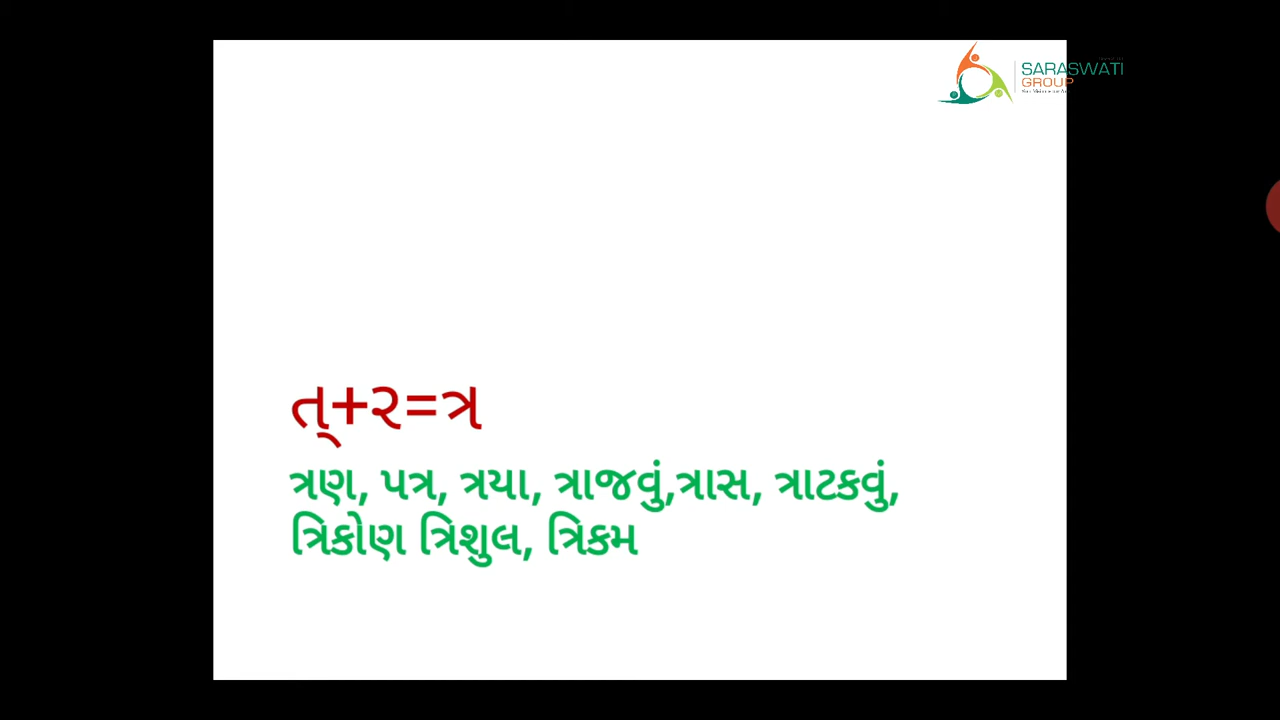 SARASWATI
GROUP
ત્+ર=ત્ર
ત્રણ, પત્ર, ત્રયા, ત્રાજવું,ત્રાસ, ત્રાટકવું,
ત્રિકોણ ત્રિશુલ, ત્રિકમ